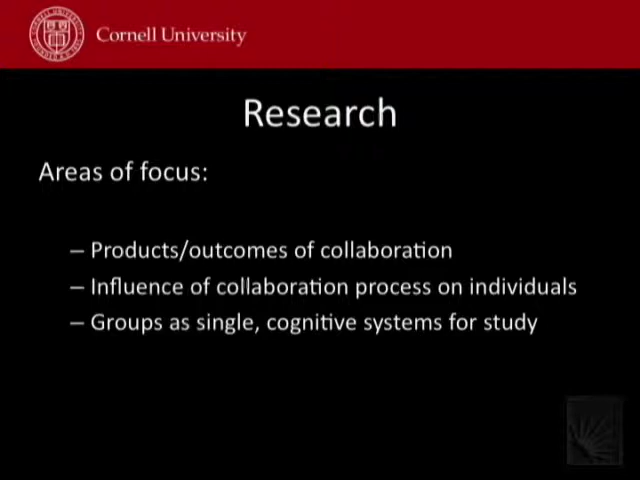 Cornell University
Research
Areas of focus:
– Products/outcomes of collaboration
– Influence of collaboration process on individuals
– Groups as single, cognitive systems for study